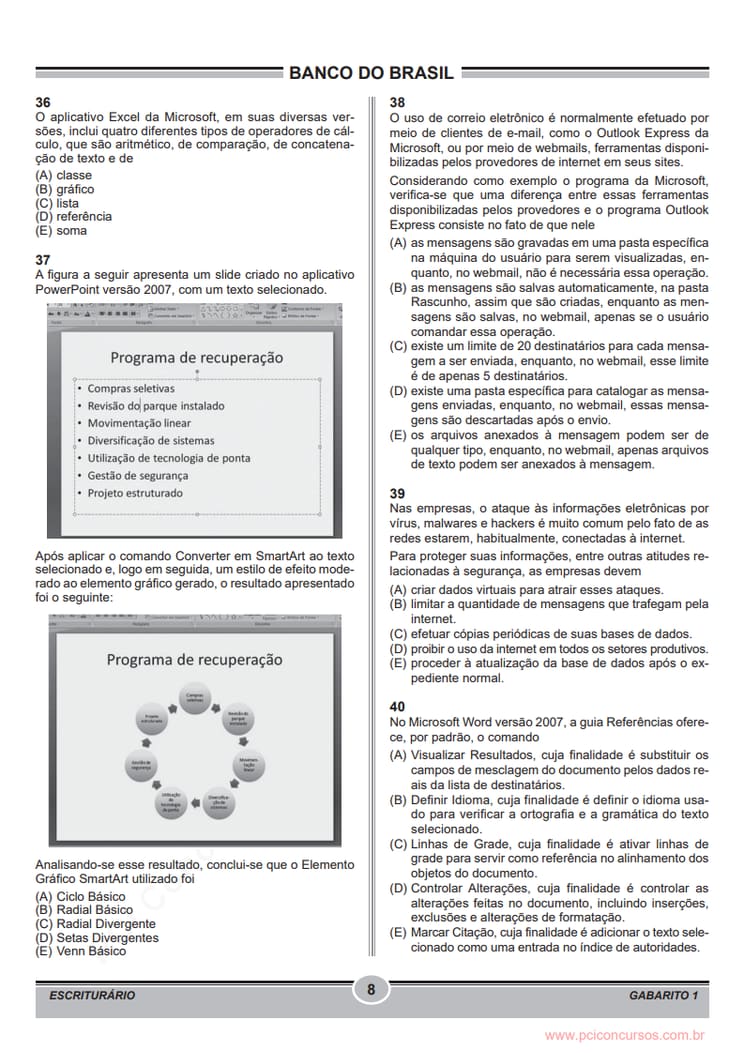 BANCO DO BRASIL
36
O aplicativo Excel da Microsoft, em suas diversas ver-
sões, inclui quatro diferentes tipos de operadores de cál-
culo, que são aritmético, de comparação, de concatena-
ção de texto e de
(A) classe
(B) gráfico
(C) lista
(D) referência
(E) soma
37
A figura a seguir apresenta um slide criado no aplicativo
PowerPoint versão 2007, com um texto selecionado.
Programa de recuperação
• Compras seletivas
• Revisão do parque instalado
• Movimentação linear
• Diversificação de sistemas
• Utilização de tecnologia de ponta
• Gestão de segurança
• Projeto estruturado
Após aplicar o comando Converter em SmartArt ao texto
selecionado e, logo em seguida, um estilo de efeito mode-
rado ao elemento gráfico gerado, o resultado apresentado
foi o seguinte:
Programa de recuperação
Compras
seletivas
Revisão do
parque
instalado
Movimen-
tação
linear
Diversifica-
ção de
sistemas
Utilização
de
tecnologia
de ponta
Gestão de
segurança
Projeto
estruturado
Analisando-se esse resultado, conclui-se que o Elemento
Gráfico SmartArt utilizado foi
(A) Ciclo Básico
(B) Radial Básico
(C) Radial Divergente
(D) Setas Divergentes
(E) Venn Básico
38
O uso de correio eletrônico é normalmente efetuado por
meio de clientes de e-mail, como o Outlook Express da
Microsoft, ou por meio de webmails, ferramentas disponi-
bilizadas pelos provedores de internet em seus sites.
Considerando como exemplo o programa da Microsoft,
verifica-se que uma diferença entre essas ferramentas
disponibilizadas pelos provedores e o programa Outlook
Express consiste no fato de que nele
(A) as mensagens são gravadas em uma pasta específica
na máquina do usuário para serem visualizadas, en-
quanto, no webmail, não é necessária essa operação.
(B) as mensagens são salvas automaticamente, na pasta
Rascunho, assim que são criadas, enquanto as men-
sagens são salvas, no webmail, apenas se o usuário
comandar essa operação.
(C) existe um limite de 20 destinatários para cada mensa-
gem a ser enviada, enquanto, no webmail, esse limite
é de apenas 5 destinatários.
(D) existe uma pasta específica para catalogar as mensa-
gens enviadas, enquanto, no webmail, essas mensa-
gens são descartadas após o envio.
(E) os arquivos anexados à mensagem podem ser de
qualquer tipo, enquanto, no webmail, apenas arquivos
de texto podem ser anexados à mensagem.
39
Nas empresas, o ataque às informações eletrônicas por
vírus, malwares e hackers é muito comum pelo fato de as
redes estarem, habitualmente, conectadas à internet.
Para proteger suas informações, entre outras atitudes re-
lacionadas à segurança, as empresas devem
(A) criar dados virtuais para atrair esses ataques.
(B) limitar a quantidade de mensagens que trafegam pela
internet.
(C) efetuar cópias periódicas de suas bases de dados.
(D) proibir o uso da internet em todos os setores produtivos.
(E) proceder à atualização da base de dados após o ex-
pediente normal.
40
No Microsoft Word versão 2007, a guia Referências ofere-
ce, por padrão, o comando
(A) Visualizar Resultados, cuja finalidade é substituir os
campos de mesclagem do documento pelos dados re-
ais da lista de destinatários.
(B) Definir Idioma, cuja finalidade é definir o idioma usa-
do para verificar a ortografia e a gramática do texto
selecionado.
(C) Linhas de Grade, cuja finalidade é ativar linhas de
grade para servir como referência no alinhamento dos
objetos do documento.
(D) Controlar Alterações, cuja finalidade é controlar as
alterações feitas no documento, incluindo inserções,
exclusões e alterações de formatação.
(E) Marcar Citação, cuja finalidade é adicionar o texto sele-
cionado como uma entrada no índice de autoridades.
ESCRITURÁRIO
8
GABARITO 1
www.pciconcursos.com.br